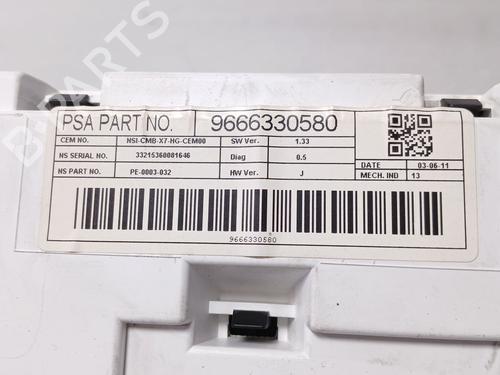 PSA PART NO. 9666330580
CEM NO. NSI-CMB-X7-HG-CEM00 SW Ver. 1.33
NS SERIAL NO. 33215360081646 Diag 0.5
NS PART NO. PE-0003-032 HW Ver. J
DATE 03-06-11
MECH. IND 13
9666330580
B PARTS